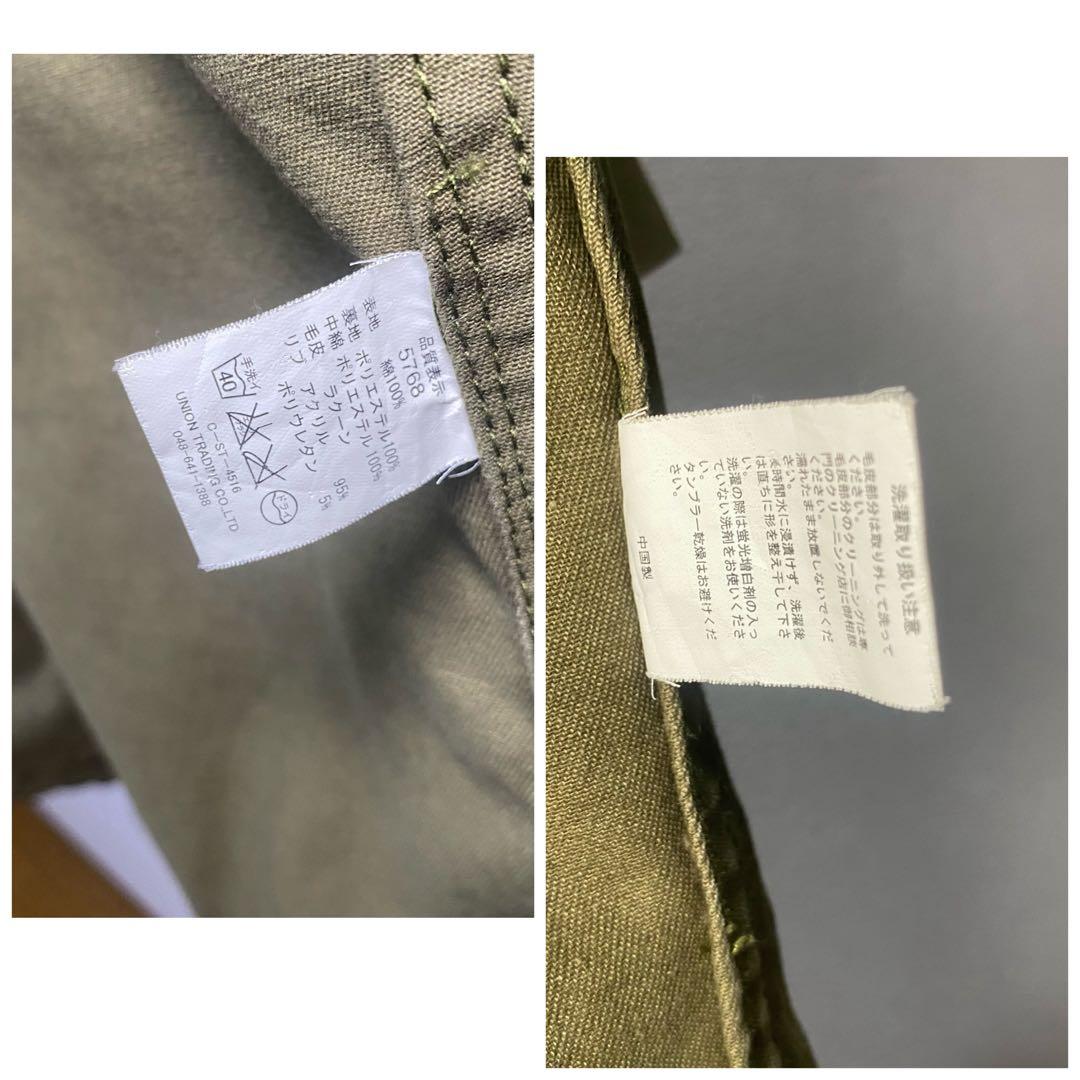 品質表示
5768
表地 綿100%
裏地 ポリエステル100%
中綿 ポリエステル 100%
毛皮 ラクーン
リブ アクリル 95%
ポリウレタン 5%
手洗イ
40
ドライ
C-ST-4516
UNION TRADING CO.LTD
048-641-1388
洗濯取り扱い注意
毛皮部分は取り外して洗って
ください。
毛皮部分のクリーニングは専
門のクリーニング店に御相談
ください。
濡れたまま放置しないでくだ
さい。
長時間水に浸漬けず、洗濯後
は直ちに形を整え干して下さ
い。
洗濯の際は蛍光増白剤の入っ
ていない洗剤をお使いくださ
い。
タンブラー乾燥はお避けくだ
さい。
中国製